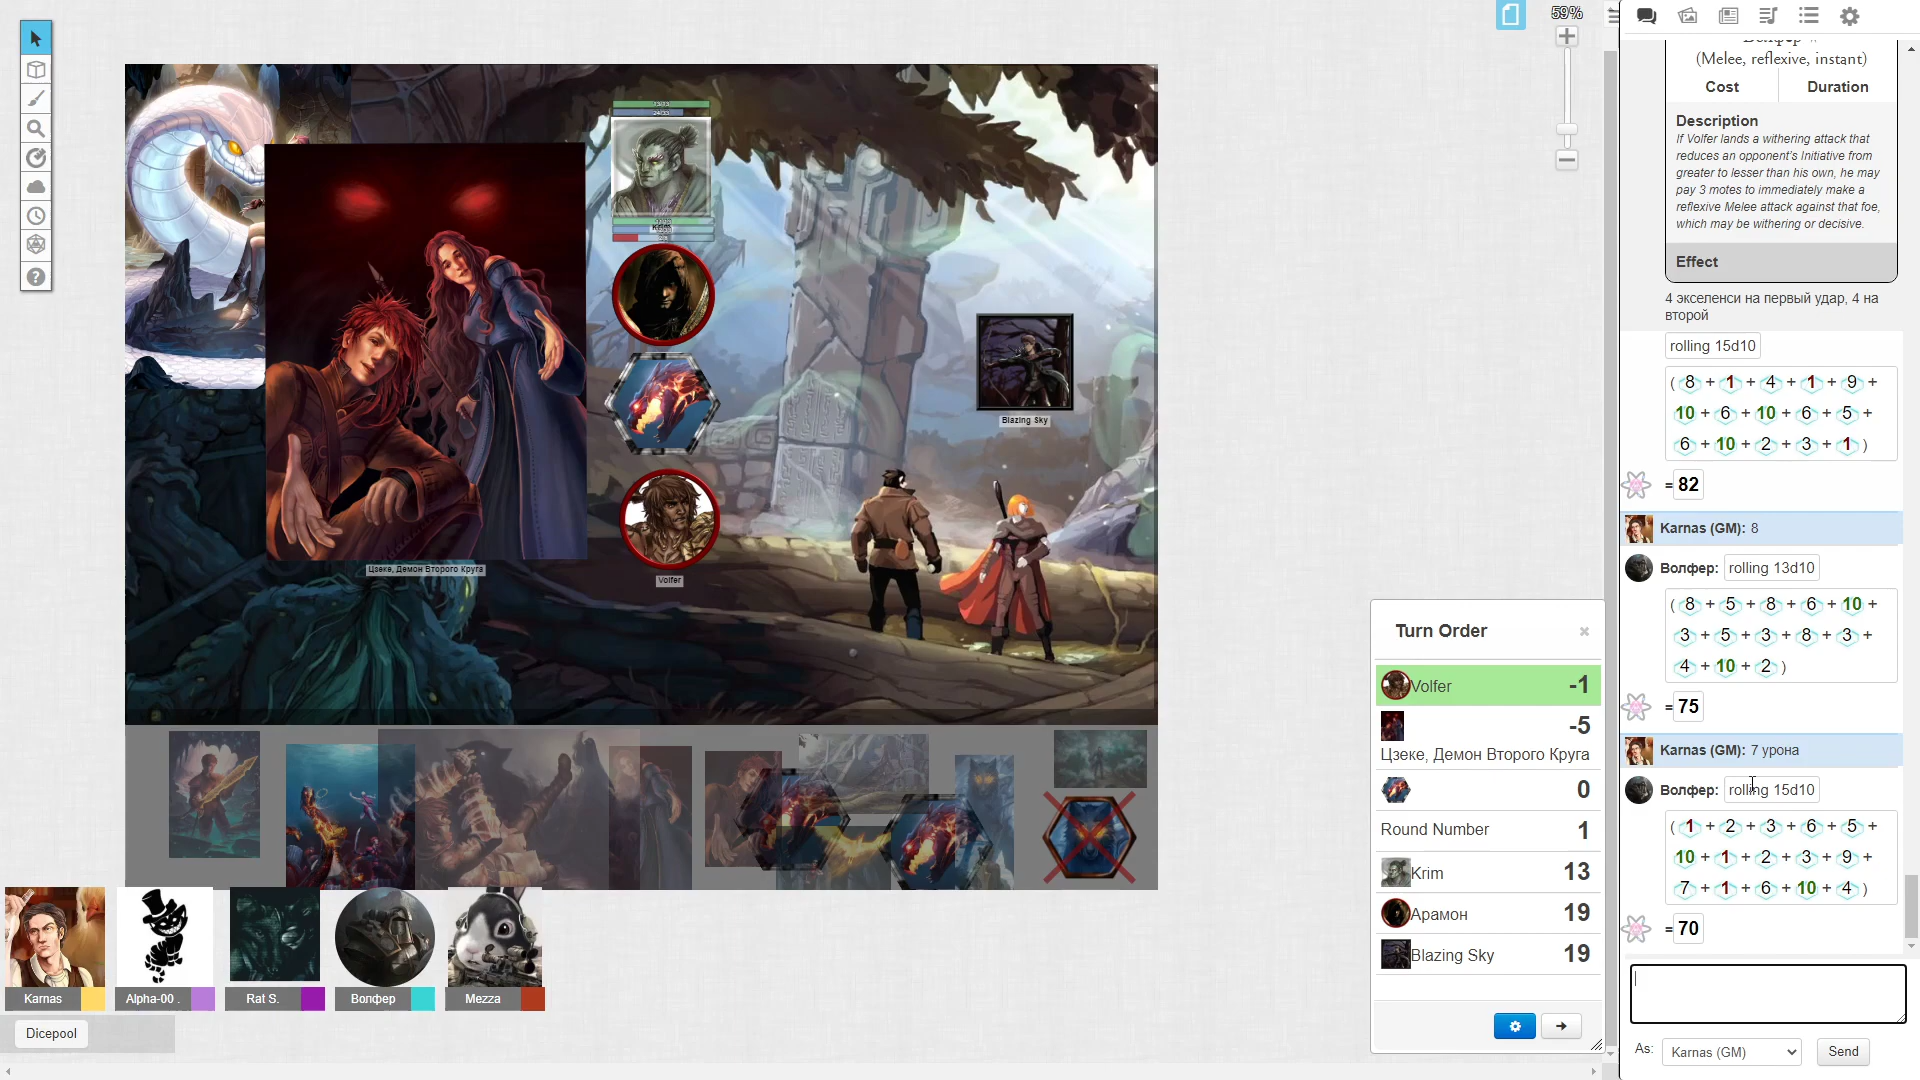 59%
13/13
24/33
Blazing Sky
Цзеке, Демон Второго Круга
Volfer
Turn Order
×
Volfer
-1
-5
Цзеке, Демон Второго Круга
0
Round Number
1
Krim
13
Арамон
19
Blazing Sky
19
Karnas
Alpha-00 .
Rat S.
Волфер
Mezza
Dicepool
(Melee, reflexive, instant)
Cost Duration
Description
If Volfer lands a withering attack that
reduces an opponent's Initiative from
greater to lesser than his own, he may
pay 3 motes to immediately make a
reflexive Melee attack against that foe,
which may be withering or decisive.
Effect
4 экселенси на первый удар, 4 на
второй
rolling 15d10
( 8 + 1 + 4 + 1 + 9 +
10 + 6 + 10 + 6 + 5 +
6 + 10 + 2 + 3 + 1 )
= 82
Karnas (GM): 8
Волфер: rolling 13d10
( 8 + 5 + 8 + 6 + 10 +
3 + 5 + 3 + 8 + 3 +
4 + 10 + 2 )
= 75
Karnas (GM): 7 урона
Волфер: rolling 15d10
( 1 + 2 + 3 + 6 + 5 +
10 + 1 + 2 + 3 + 9 +
7 + 1 + 6 + 10 + 4 )
= 70
As: Karnas (GM) Send